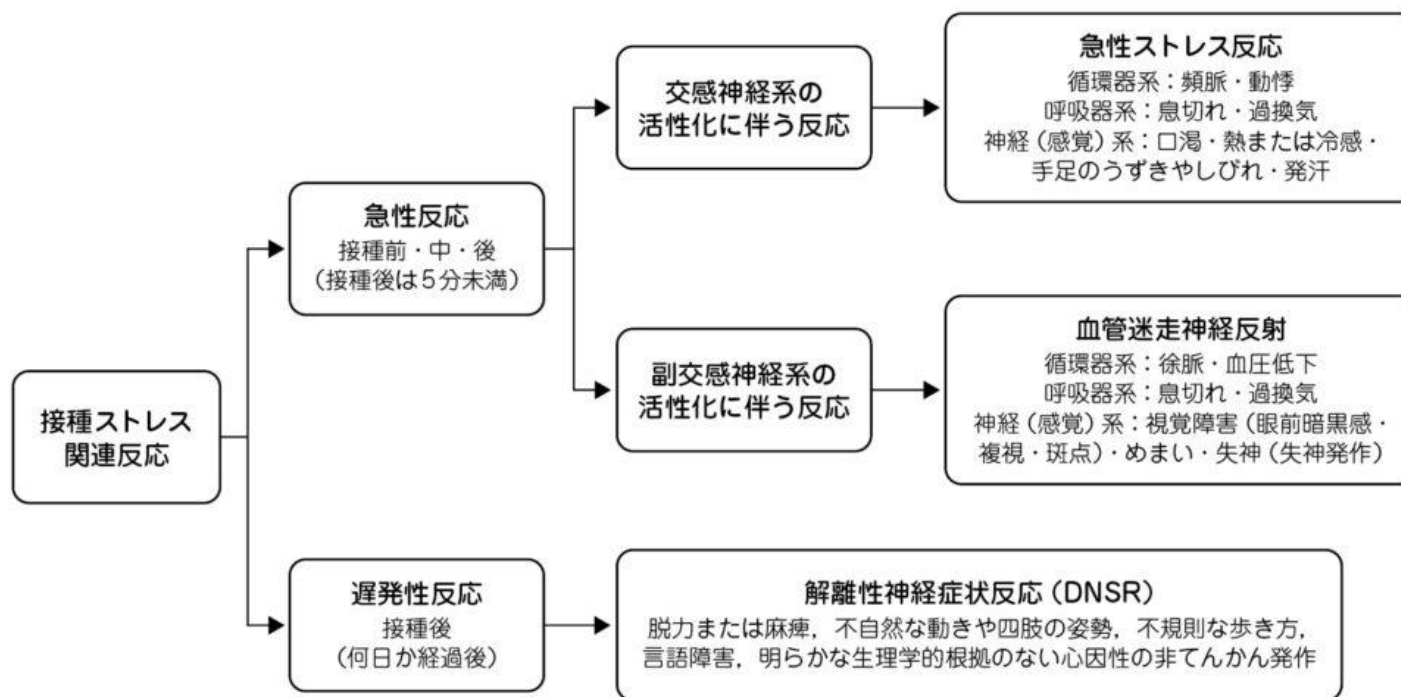 接種ストレス
関連反応
急性反応
接種前・中・後
（接種後は5分未満）
交感神経系の
活性化に伴う反応
急性ストレス反応
循環器系：頻脈・動悸
呼吸器系：息切れ・過換気
神経（感覚）系：口渇・熱または冷感・
手足のうずきやしびれ・発汗
副交感神経系の
活性化に伴う反応
血管迷走神経反射
循環器系：徐脈・血圧低下
呼吸器系：息切れ・過換気
神経（感覚）系：視覚障害（眼前暗黒感・
複視・斑点）・めまい・失神（失神発作）
遅発性反応
接種後
（何日か経過後）
解離性神経症状反応（DNSR）
脱力または麻痺，不自然な動きや四肢の姿勢，不規則な歩き方，
言語障害，明らかな生理学的根拠のない心因性の非てんかん発作